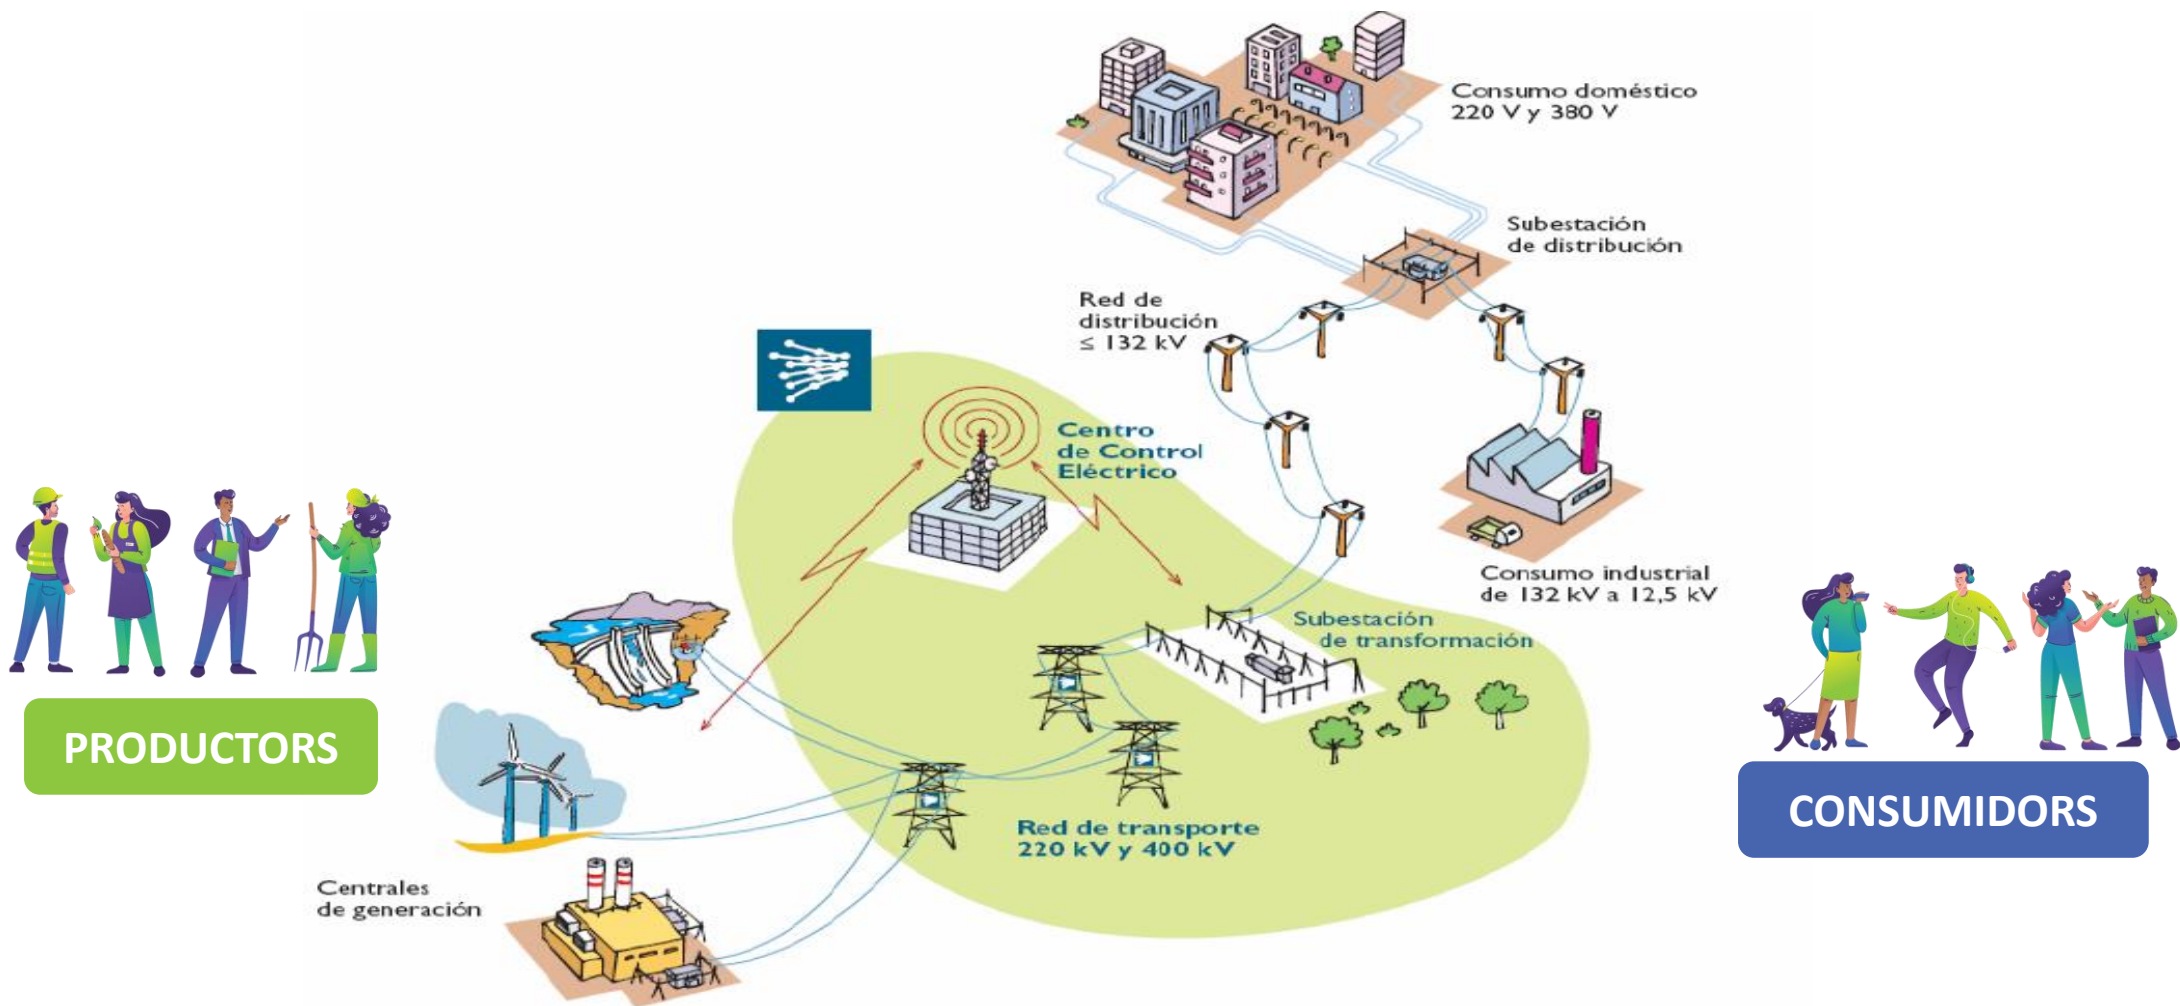 Consumo doméstico
220 V y 380 V
Subestación
de distribución
Red de
distribución
≤ 132 kV
Centro
de Control
Eléctrico
Consumo industrial
de 132 kV a 12,5 kV
Subestación
de transformación
PRODUCTORS
CONSUMIDORS
Red de transporte
220 kV y 400 kV
Centrales
de generación